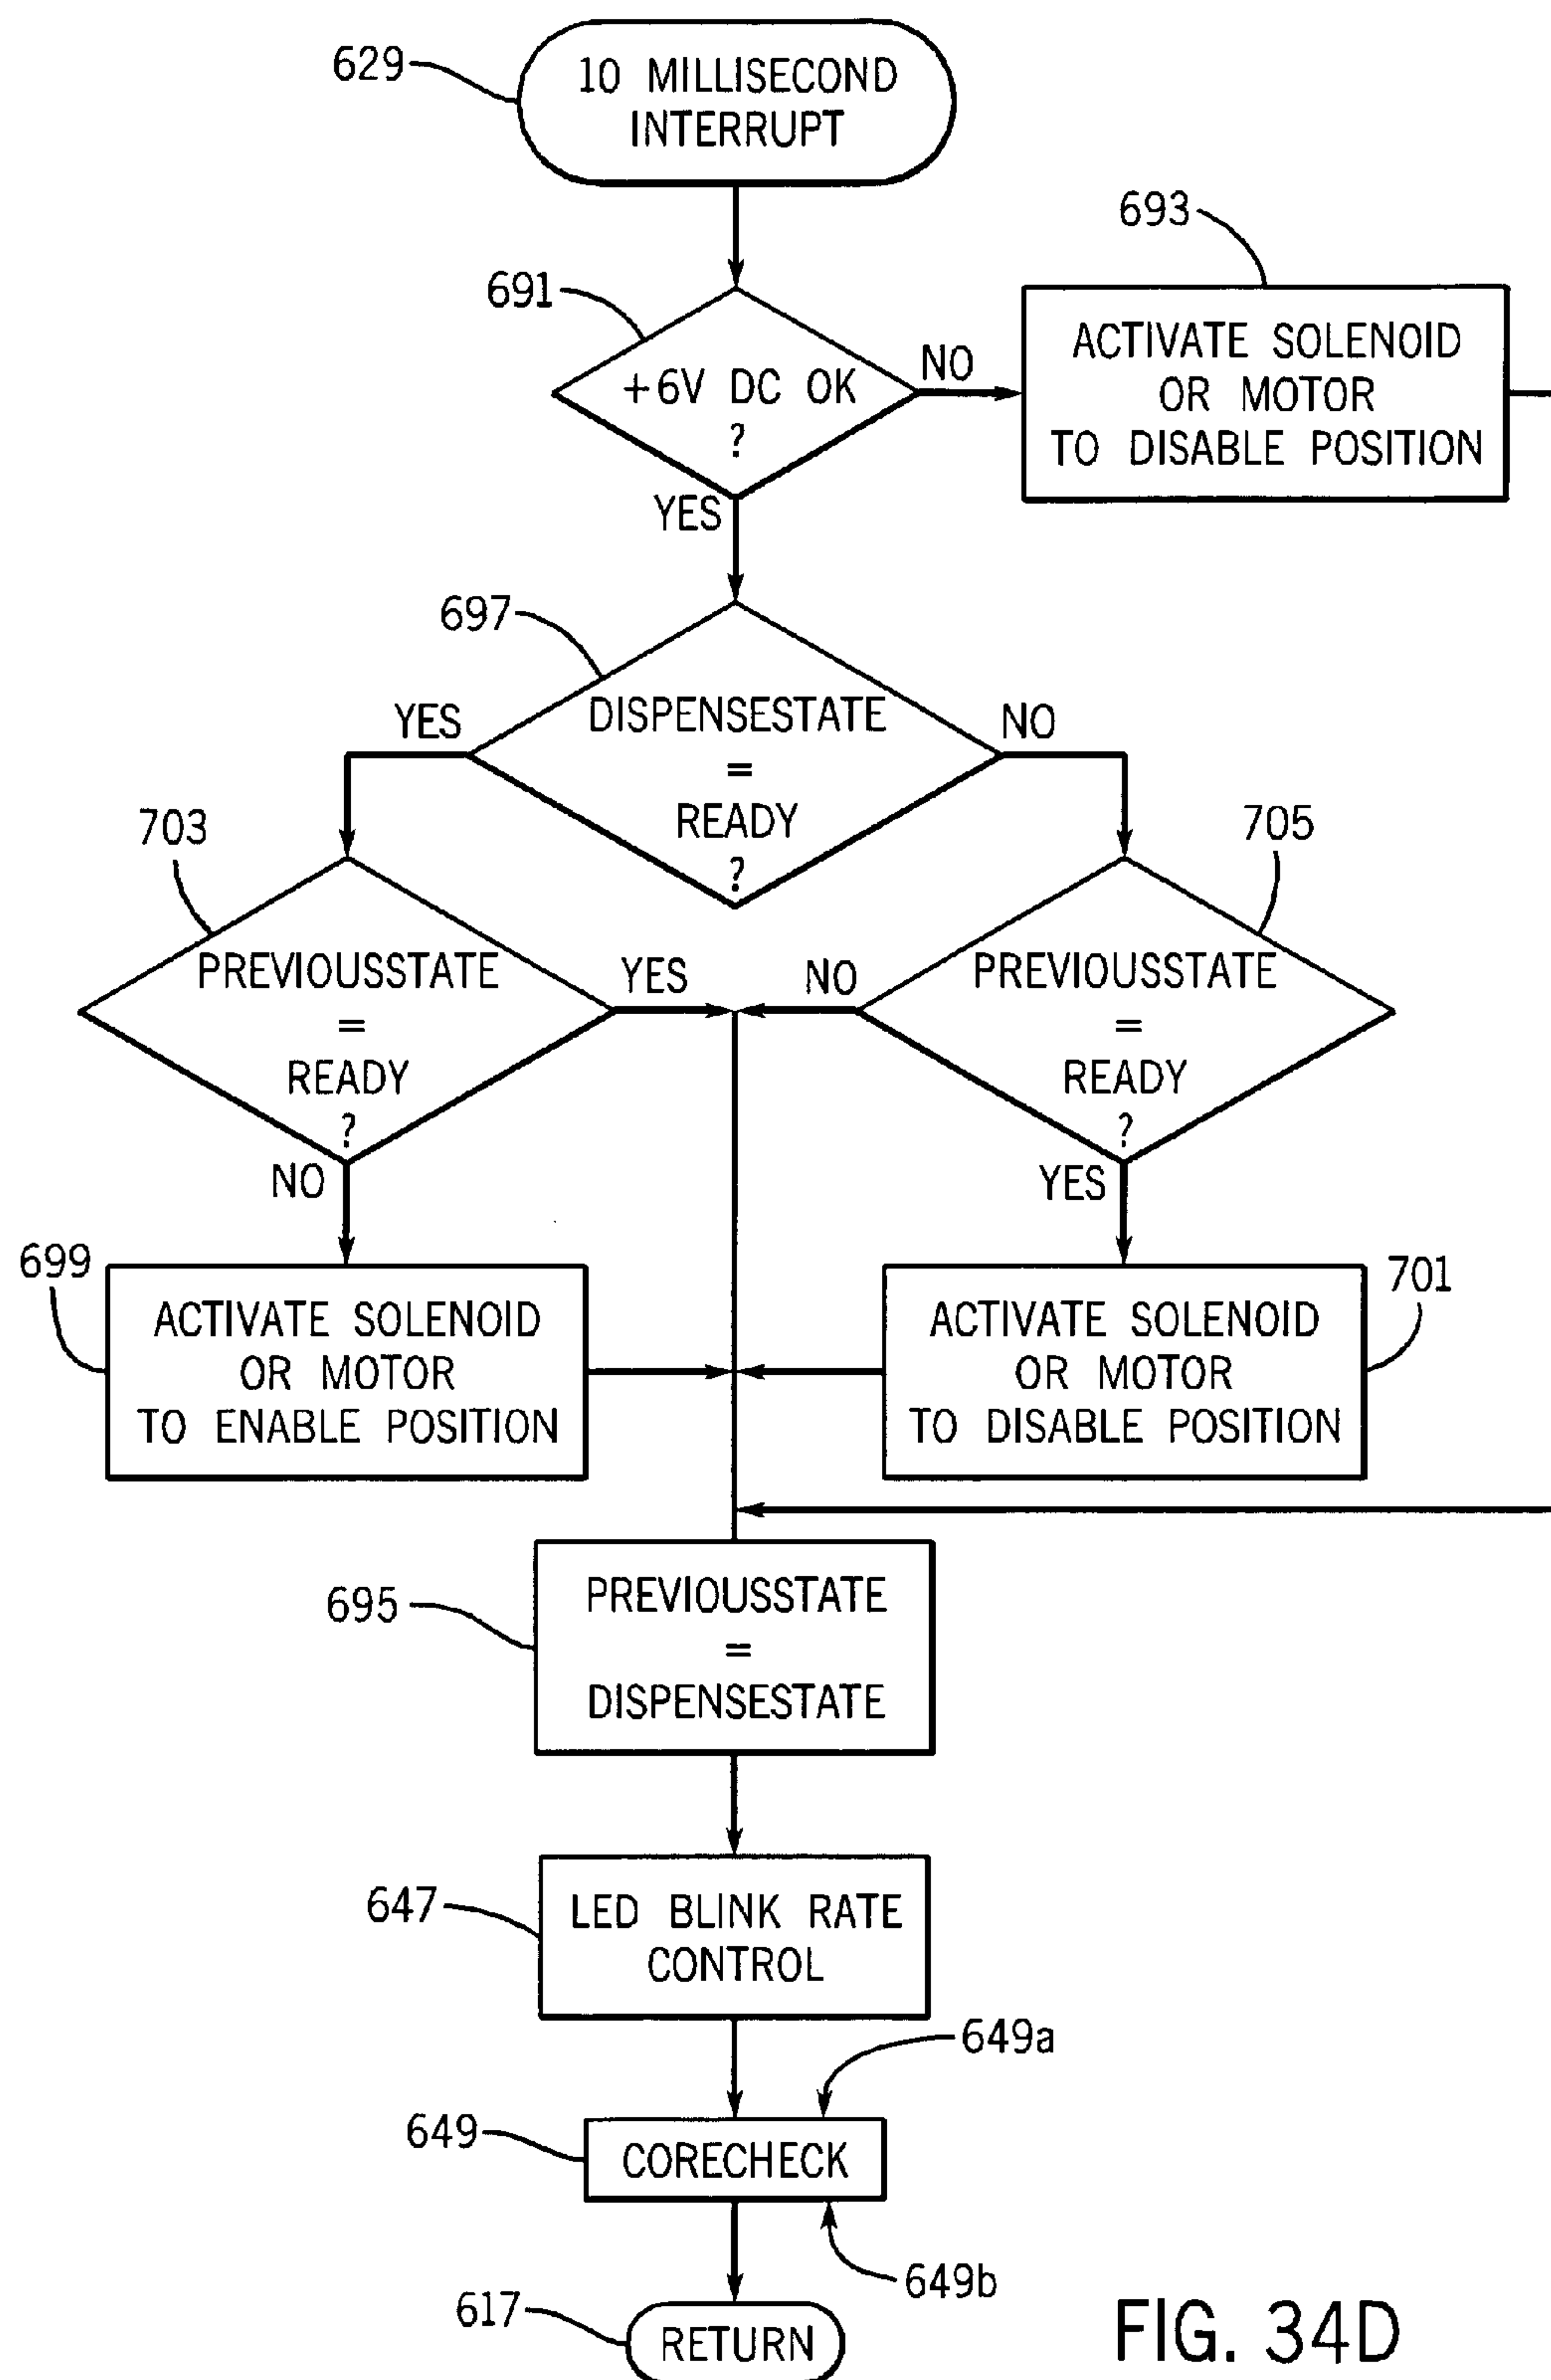 629
10 MILLISECOND
INTERRUPT
693
691
+6V DC OK
?
NO
ACTIVATE SOLENOID
OR MOTOR
TO DISABLE POSITION
YES
697
DISPENSESTATE
=
READY
?
YES
NO
703
PREVIOUSSTATE
=
READY
?
YES
NO
705
PREVIOUSSTATE
=
READY
?
NO
YES
699
ACTIVATE SOLENOID
OR MOTOR
TO ENABLE POSITION
701
ACTIVATE SOLENOID
OR MOTOR
TO DISABLE POSITION
695
PREVIOUSSTATE
=
DISPENSESTATE
647
LED BLINK RATE
CONTROL
649a
649
CORECHECK
649b
617
RETURN
FIG. 34D